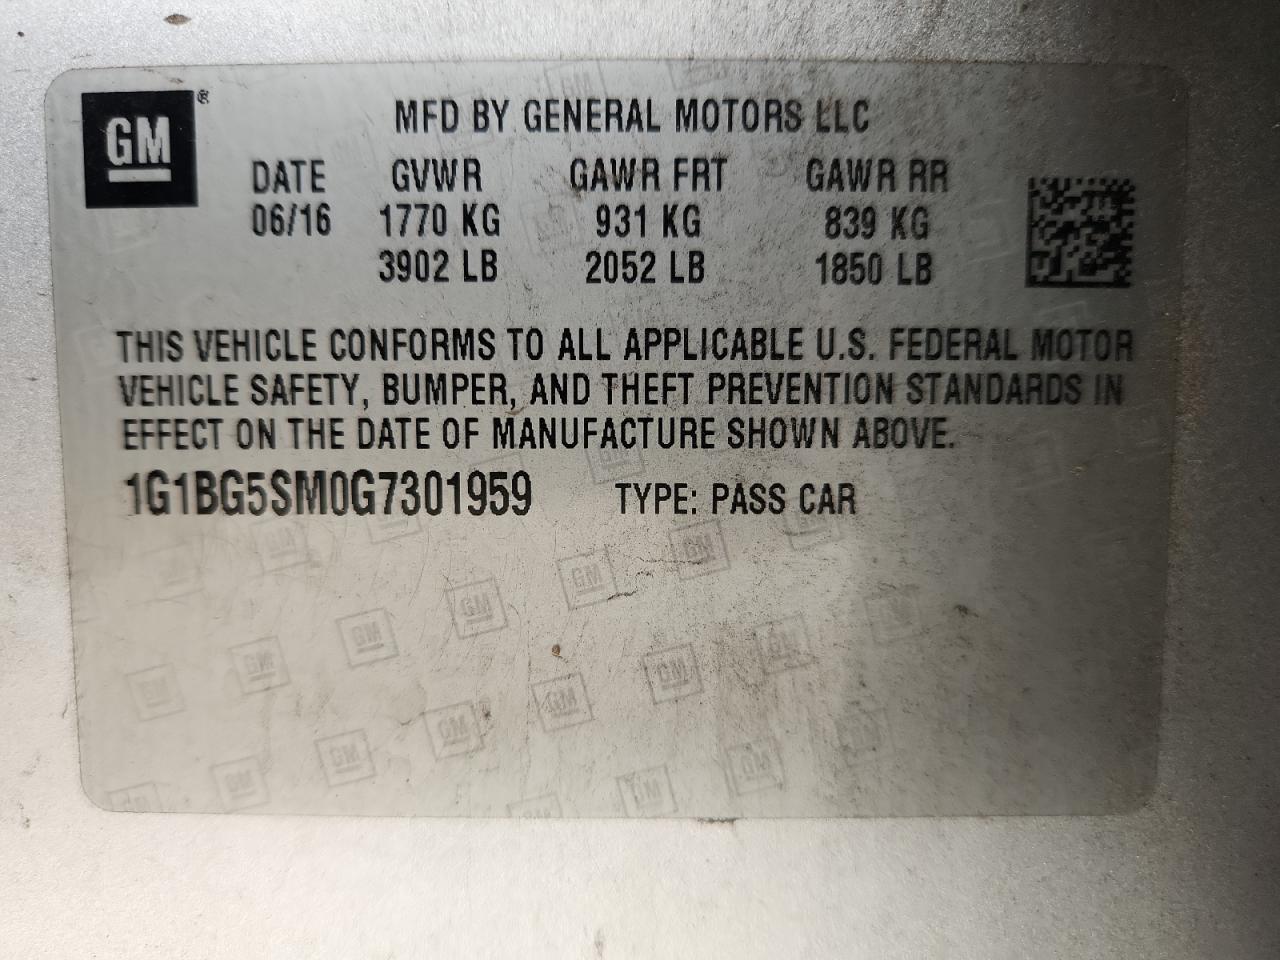 GM ®
MFD BY GENERAL MOTORS LLC
DATE GVWR GAWR FRT GAWR RR
06/16 1770 KG 931 KG 839 KG
3902 LB 2052 LB 1850 LB
THIS VEHICLE CONFORMS TO ALL APPLICABLE U.S. FEDERAL MOTOR
VEHICLE SAFETY, BUMPER, AND THEFT PREVENTION STANDARDS IN
EFFECT ON THE DATE OF MANUFACTURE SHOWN ABOVE.
1G1BG5SM0G7301959 TYPE: PASS CAR